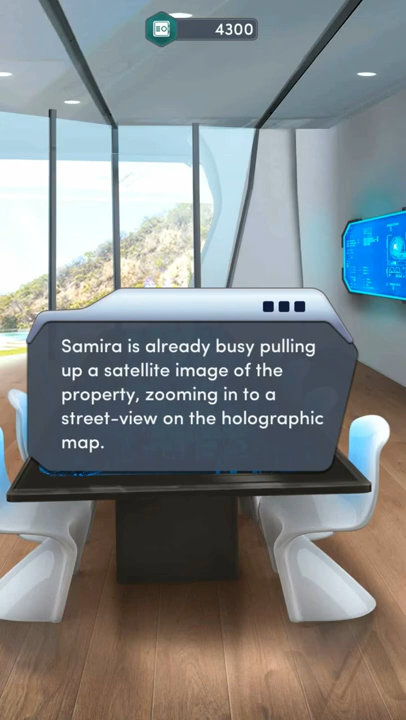 4300
Samira is already busy pulling
up a satellite image of the
property, zooming in to a
street-view on the holographic
map.